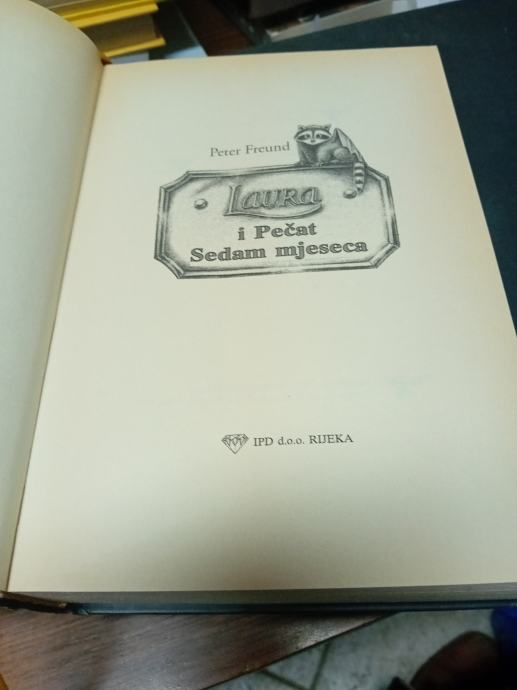 Peter Freund
Laura
i Pečat
Sedam mjeseca
IPD d.o.o. RIJEKA